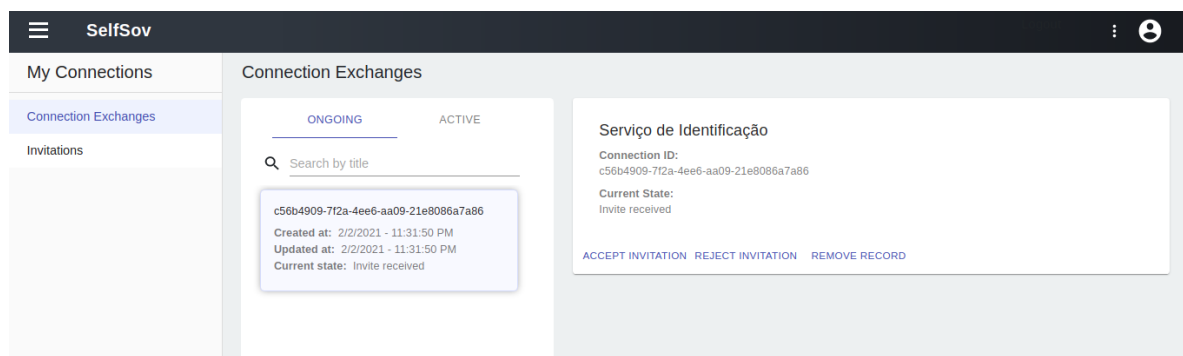 SelfSov
My Connections
Connection Exchanges
Invitations
Connection Exchanges
ONGOING
ACTIVE
Search by title
c56b4909-7f2a-4ee6-aa09-21e8086a7a86
Created at: 2/2/2021 - 11:31:50 PM
Updated at: 2/2/2021 - 11:31:50 PM
Current state: Invite received
Serviço de Identificação
Connection ID:
c56b4909-7f2a-4ee6-aa09-21e8086a7a86
Current State:
Invite received
ACCEPT INVITATION REJECT INVITATION REMOVE RECORD